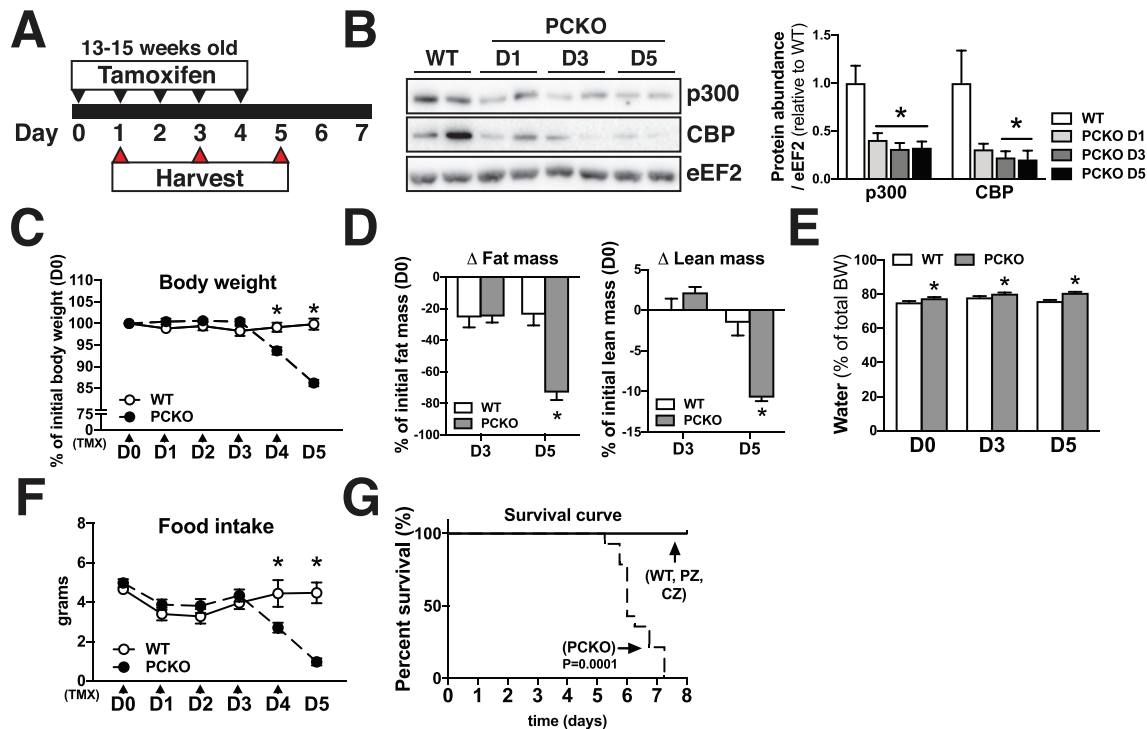 A
13-15 weeks old
Tamoxifen
Day 0 1 2 3 4 5 6 7
Harvest
B
PCKO
WT D1 D3 D5
p300
CBP
eEF2
Protein abundance
/ eEF2 (relative to WT)
1.5
1.0
0.5
0.0
* *
p300 CBP
WT
PCKO D1
PCKO D3
PCKO D5
C
Body weight
% of initial body weight (D0)
110
105
100
95
90
85
75
0
* *
WT
PCKO
(TMX)
D0 D1 D2 D3 D4 D5
D
Δ Fat mass
% of initial fat mass (D0)
0
-20
-40
-60
-80
-100
WT
PCKO
*
D3 D5
Δ Lean mass
% of initial lean mass (D0)
5
0
-5
-10
-15
WT
PCKO
*
D3 D5
E
WT PCKO
Water (% of total BW)
100
80
60
40
20
0
* * *
D0 D3 D5
F
Food intake
grams
8
6
4
2
0
* *
WT
PCKO
(TMX)
D0 D1 D2 D3 D4 D5
G
Survival curve
Percent survival (%)
100
50
0
(WT, PZ,
CZ)
(PCKO)
P=0.0001
0 1 2 3 4 5 6 7 8
time (days)